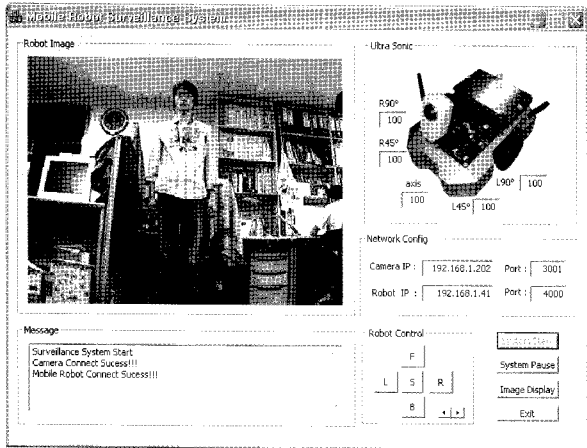 Mobile Robot Surveillance System
Robot Image
Ultra Sonic
R90°
100
R45°
100
axis
100
L45° 100
L90° 100
Network Config
Camera IP : 192.168.1.202 Port : 3001
Robot IP : 192.168.1.41 Port : 4000
Message
Surveillance System Start
Camera Connect Sucess!!!
Mobile Robot Connect Sucess!!!
Robot Control
F
L S R
B
System Pause
Image Display
Exit